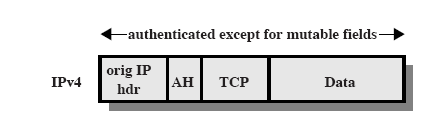 authenticated except for mutable fields
IPv4
orig IP
hdr
AH
TCP
Data